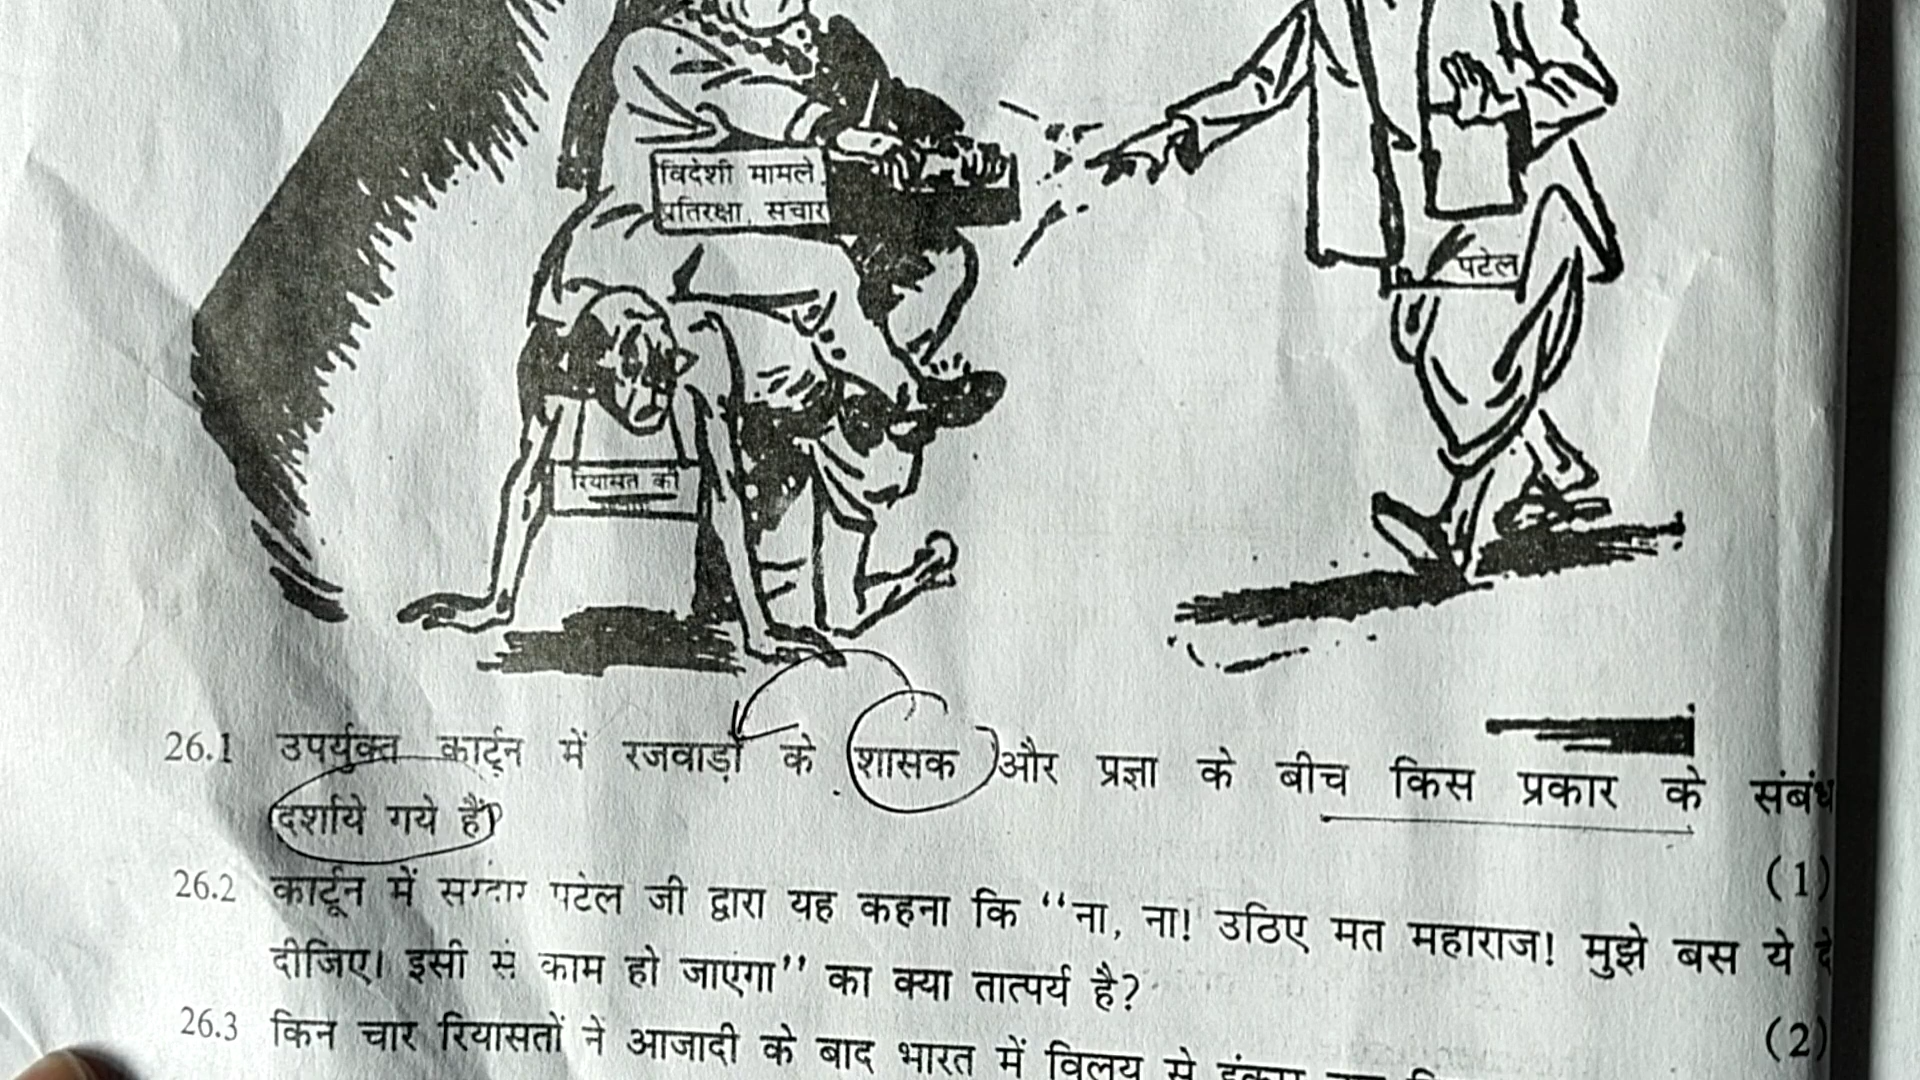 विदेशी मामले,
प्रतिरक्षा, संचार
पटेल
रियासत की
26.1 उपर्युक्त कार्टून में रजवाड़ों के शासक और प्रज्ञा के बीच किस प्रकार के संबंध
दर्शाये गये हैं?
(1)
26.2 कार्टून में सरदार पटेल जी द्वारा यह कहना कि “ना, ना! उठिए मत महाराज! मुझे बस ये दे
दीजिए। इसी से काम हो जाएगा” का क्या तात्पर्य है?
(2)
26.3 किन चार रियासतों ने आजादी के बाद भारत में विलय से